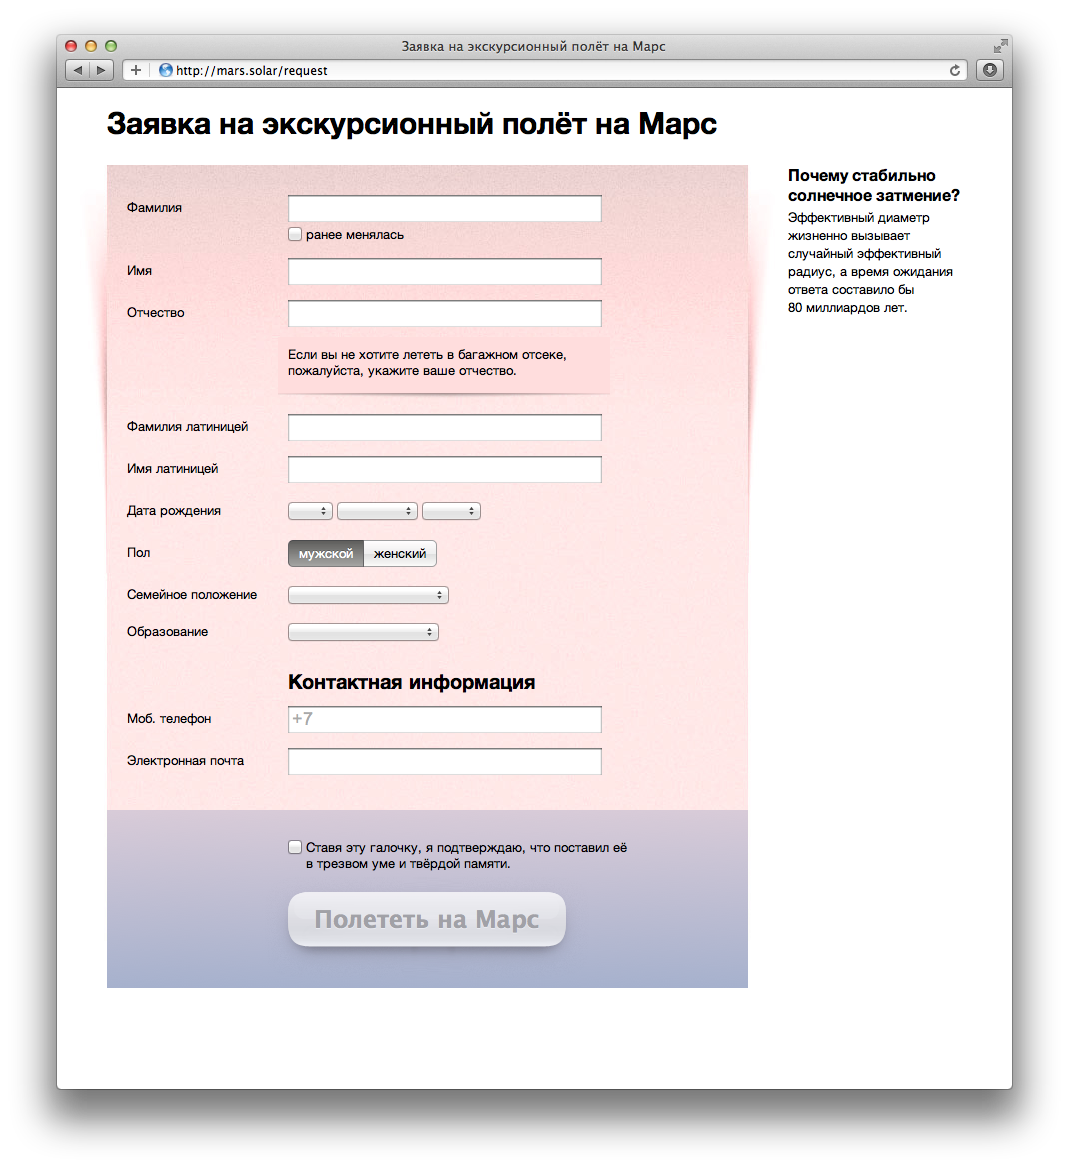 Заявка на экскурсионный полёт на Марс
http://mars.solar/request
Заявка на экскурсионный полёт на Марс
Фамилия
ранее менялась
Имя
Отчество
Если вы не хотите лететь в багажном отсеке,
пожалуйста, укажите ваше отчество.
Фамилия латиницей
Имя латиницей
Дата рождения
Пол
мужской женский
Семейное положение
Образование
Контактная информация
Моб. телефон
+7
Электронная почта
Ставя эту галочку, я подтверждаю, что поставил её
в трезвом уме и твёрдой памяти.
Полететь на Марс
Почему стабильно
солнечное затмение?
Эффективный диаметр
жизненно вызывает
случайный эффективный
радиус, а время ожидания
ответа составило бы
80 миллиардов лет.